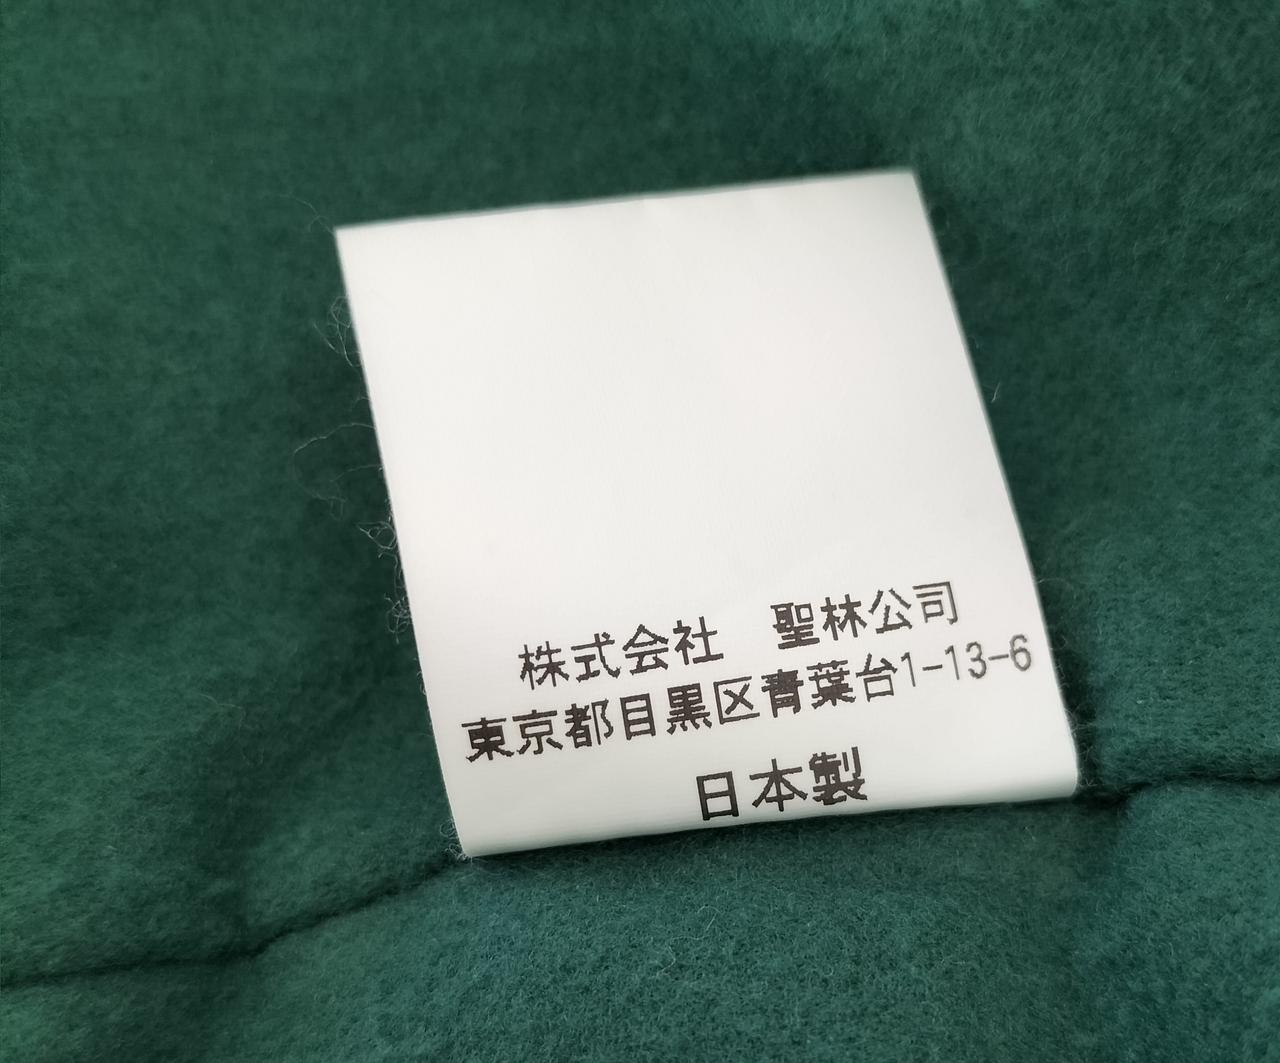 株式会社　聖林公司
東京都目黒区青葉台1-13-6
日本製